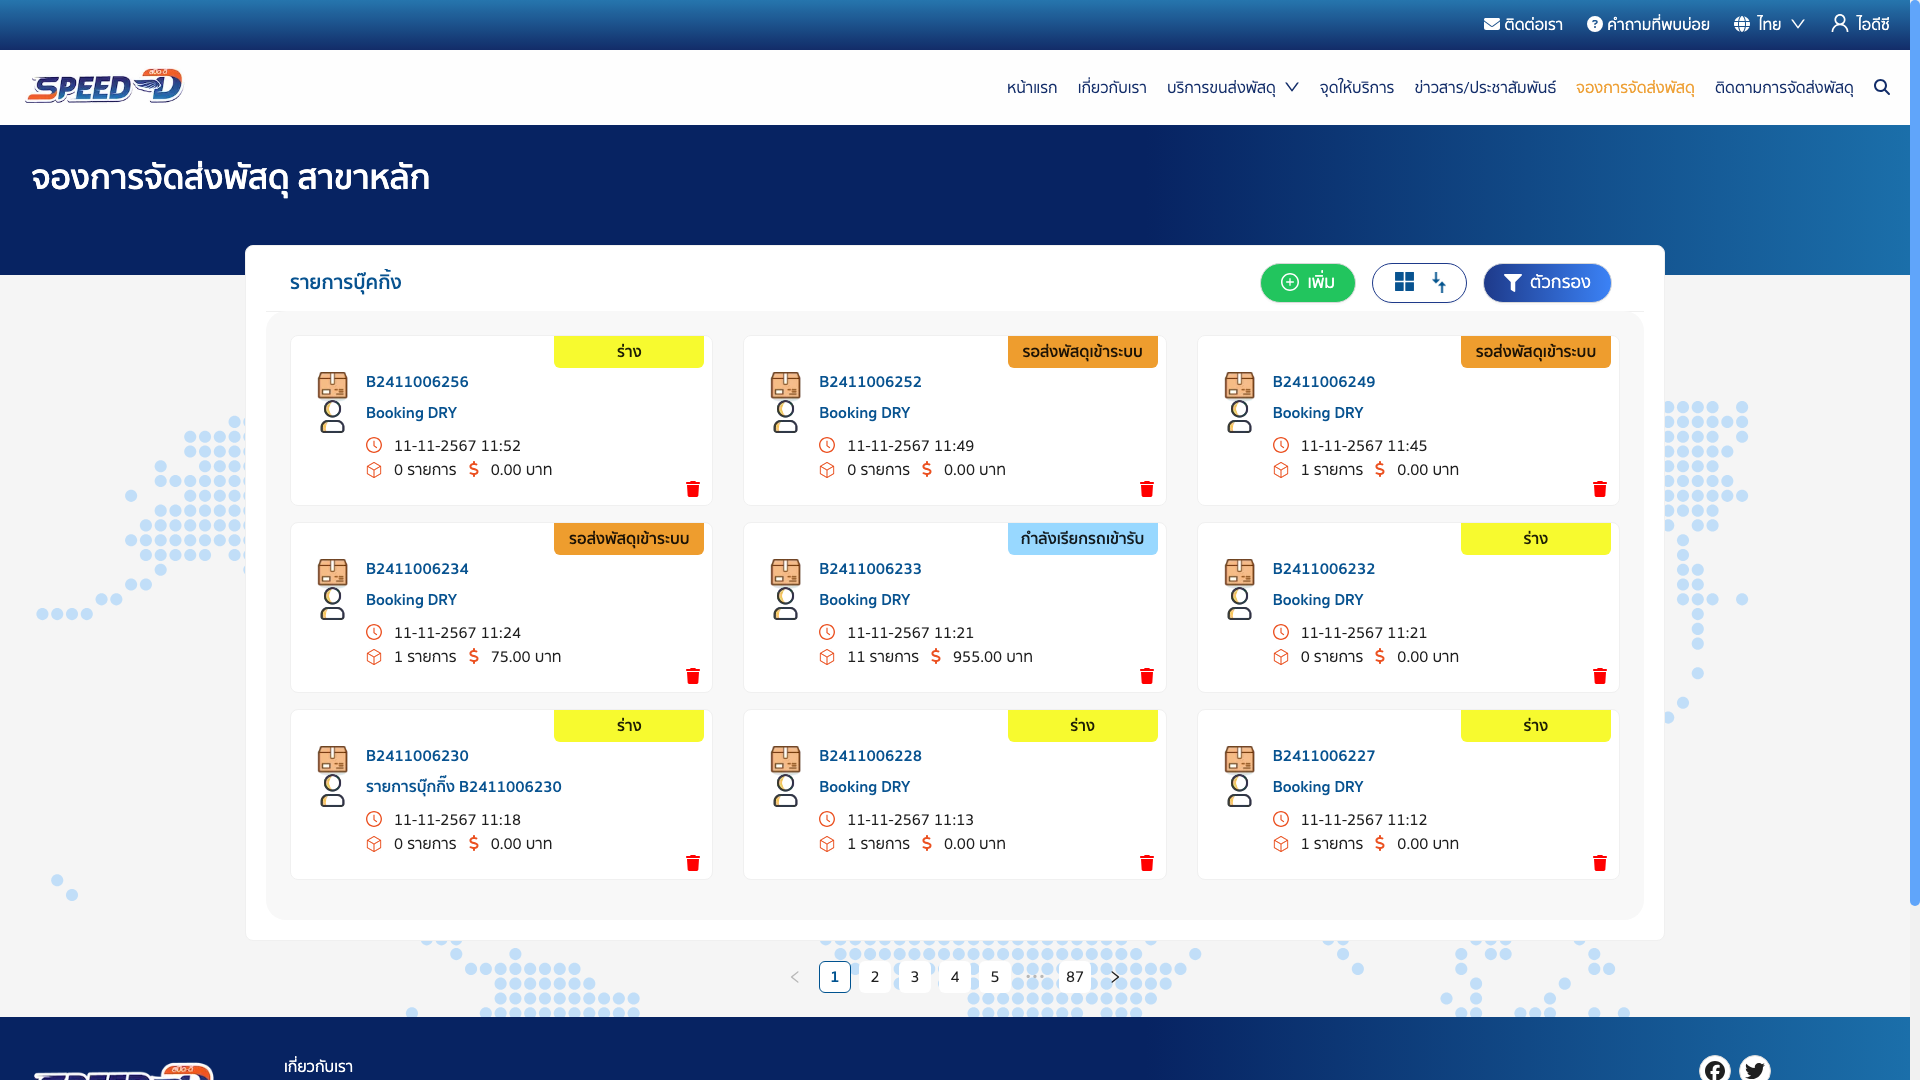 ติดต่อเรา คำถามที่พบบ่อย ไทย ไอดีซี
SPEED-D
หน้าแรก เกี่ยวกับเรา บริการขนส่งพัสดุ จุดให้บริการ ข่าวสาร/ประชาสัมพันธ์ จองการจัดส่งพัสดุ ติดตามการจัดส่งพัสดุ
จองการจัดส่งพัสดุ สาขาหลัก
รายการบุ๊คกิ้ง เพิ่ม ตัวกรอง
ร่าง
B2411006256
Booking DRY
11-11-2567 11:52
0 รายการ $ 0.00 บาท
รอส่งพัสดุเข้าระบบ
B2411006252
Booking DRY
11-11-2567 11:49
0 รายการ $ 0.00 บาท
รอส่งพัสดุเข้าระบบ
B2411006249
Booking DRY
11-11-2567 11:45
1 รายการ $ 0.00 บาท
รอส่งพัสดุเข้าระบบ
B2411006234
Booking DRY
11-11-2567 11:24
1 รายการ $ 75.00 บาท
กำลังเรียกรถเข้ารับ
B2411006233
Booking DRY
11-11-2567 11:21
11 รายการ $ 955.00 บาท
ร่าง
B2411006232
Booking DRY
11-11-2567 11:21
0 รายการ $ 0.00 บาท
ร่าง
B2411006230
รายการบุ๊กกิ๊ง B2411006230
11-11-2567 11:18
0 รายการ $ 0.00 บาท
ร่าง
B2411006228
Booking DRY
11-11-2567 11:13
1 รายการ $ 0.00 บาท
ร่าง
B2411006227
Booking DRY
11-11-2567 11:12
1 รายการ $ 0.00 บาท
1 2 3 4 5 ••• 87
เกี่ยวกับเรา